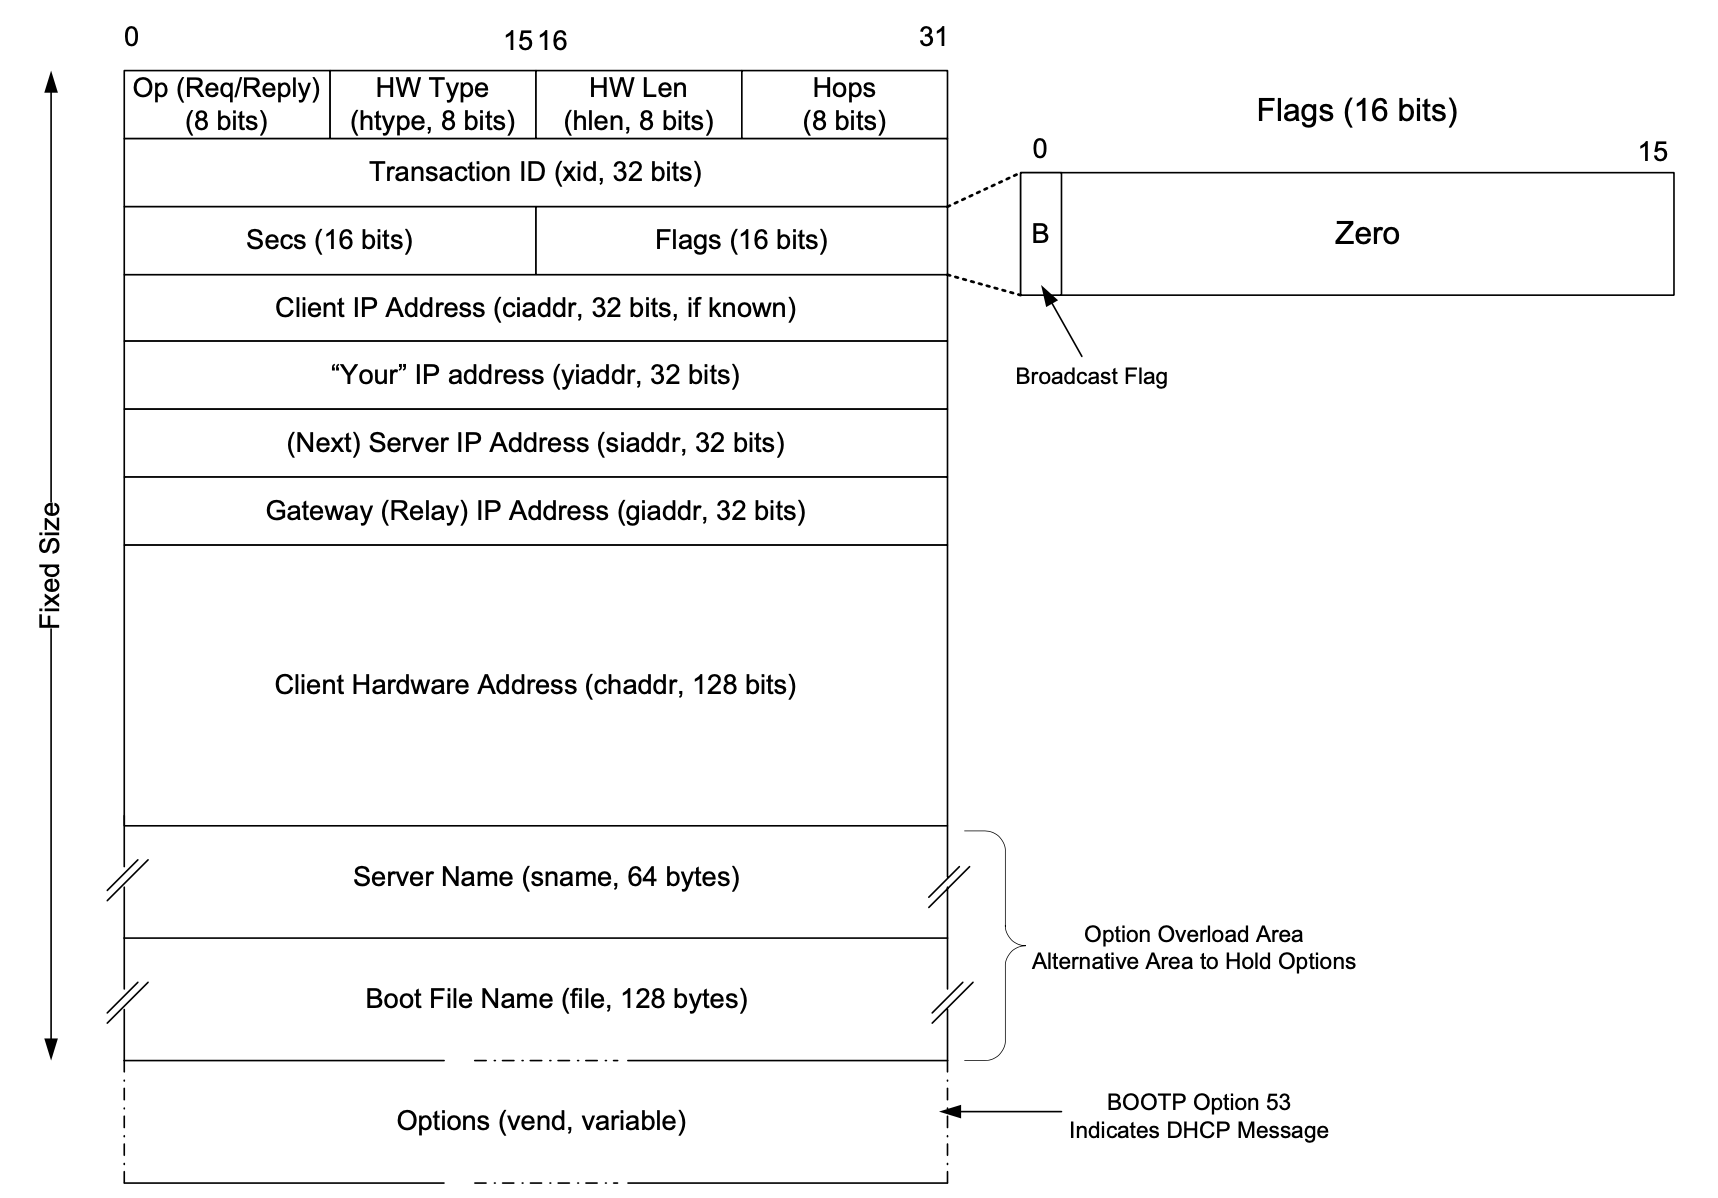 0
15
16
31
Op (Req/Reply)
(8 bits)
HW Type
(htype, 8 bits)
HW Len
(hlen, 8 bits)
Hops
(8 bits)
Transaction ID (xid, 32 bits)
Secs (16 bits)
Flags (16 bits)
Client IP Address (ciaddr, 32 bits, if known)
“Your” IP address (yiaddr, 32 bits)
(Next) Server IP Address (siaddr, 32 bits)
Gateway (Relay) IP Address (giaddr, 32 bits)
Client Hardware Address (chaddr, 128 bits)
Server Name (sname, 64 bytes)
Boot File Name (file, 128 bytes)
Options (vend, variable)
Fixed Size
Flags (16 bits)
0
15
B
Zero
Broadcast Flag
Option Overload Area
Alternative Area to Hold Options
BOOTP Option 53
Indicates DHCP Message